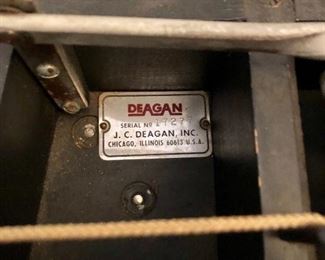 DEAGAN
SERIAL No
J. C. DEAGAN, INC.
CHICAGO, ILLINOIS 60613 U.S.A.